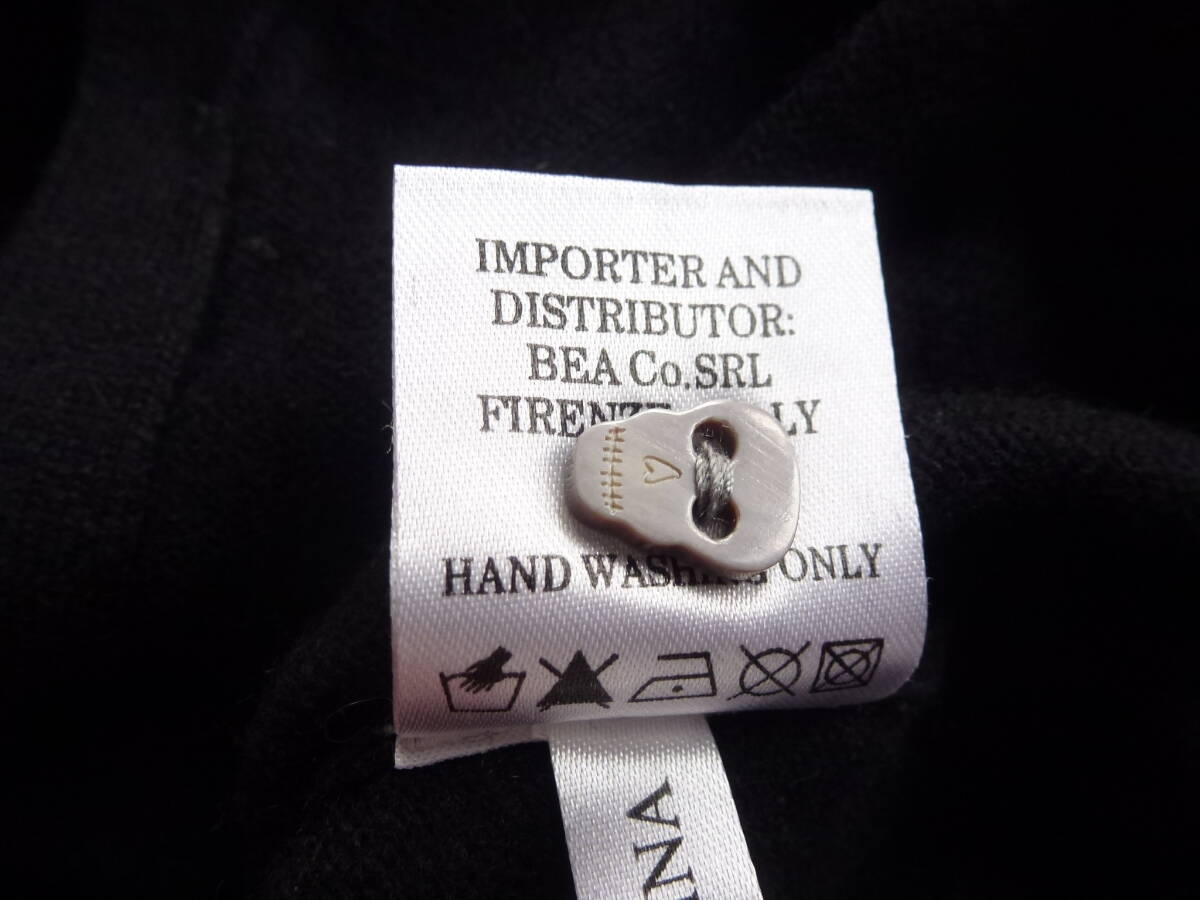 IMPORTER AND
DISTRIBUTOR:
BEA Co.SRL
HAND ONLY